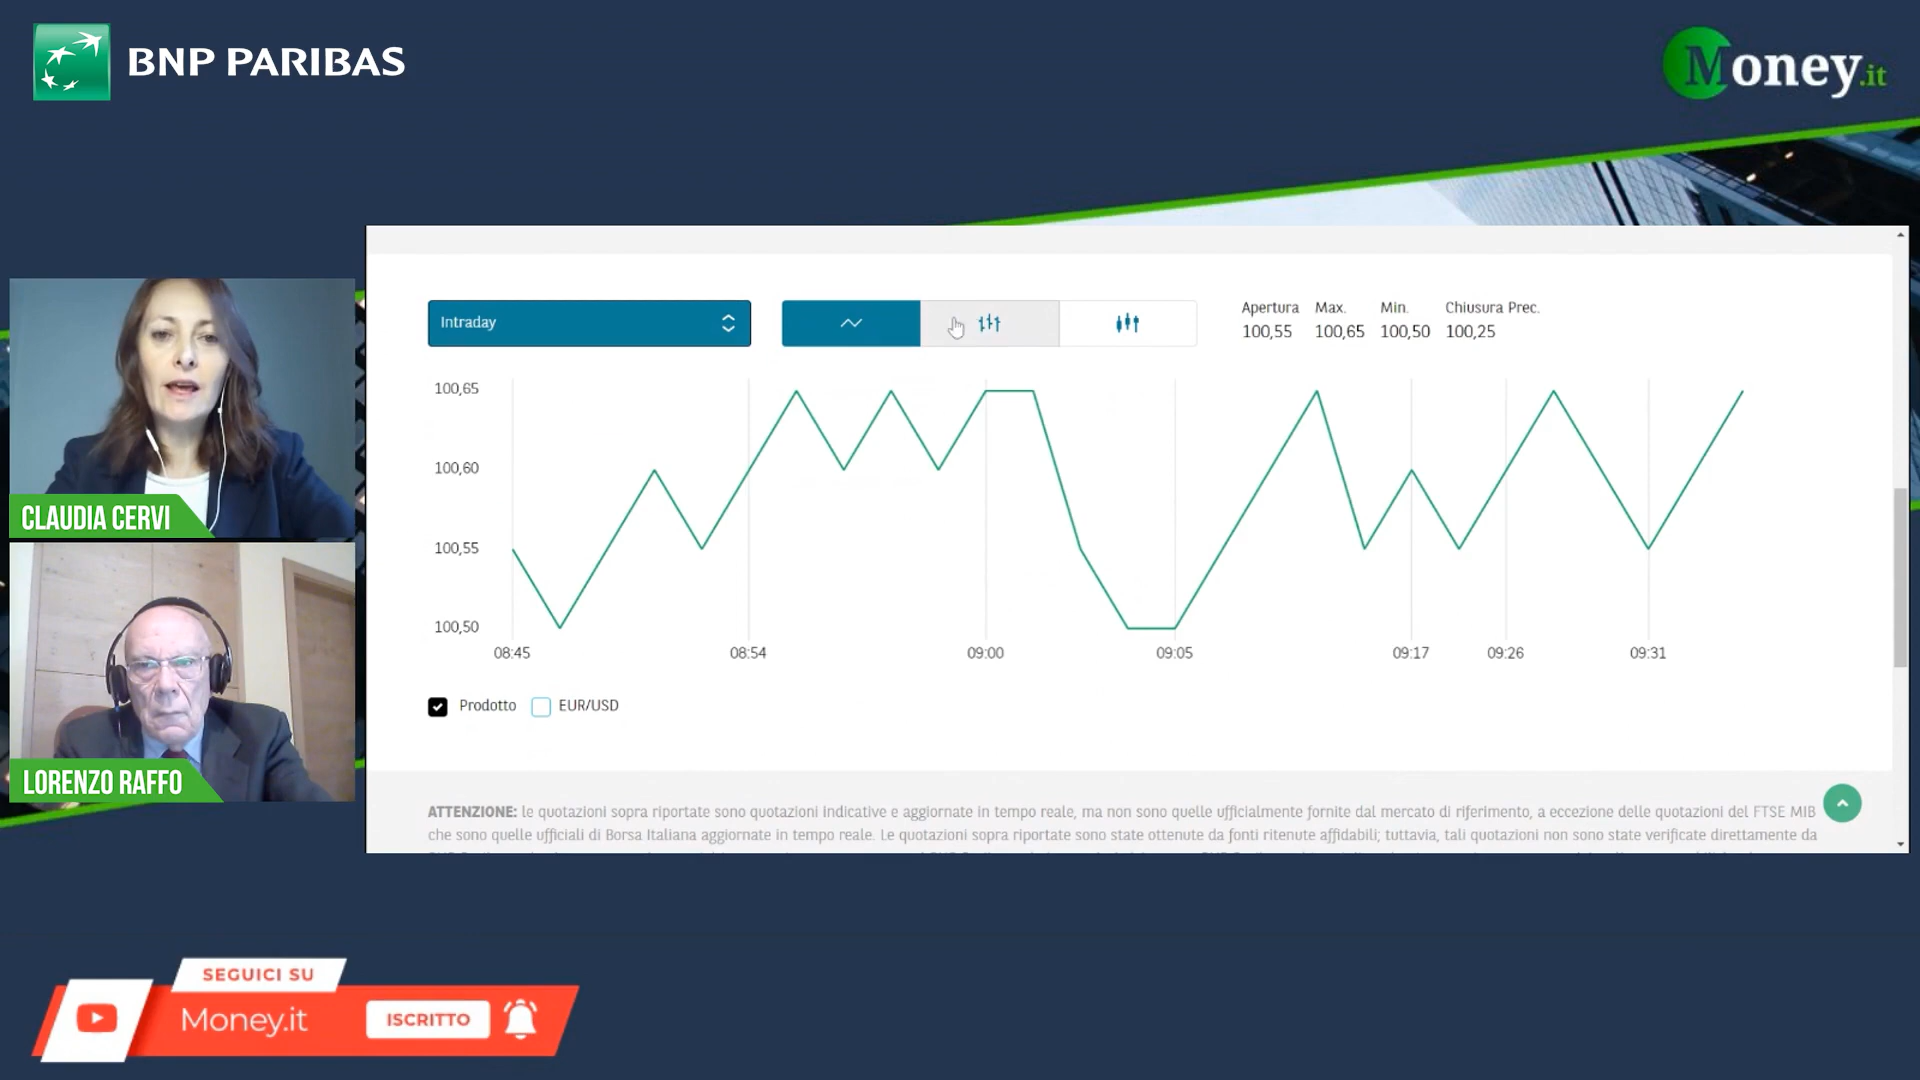 BNP PARIBAS
Money.it
Intraday
Apertura Max. Min. Chiusura Prec.
100,55 100,65 100,50 100,25
100,65
100,60
100,55
100,50
08:45 08:54 09:00 09:05 09:17 09:26 09:31
Prodotto EUR/USD
CLAUDIA CERVI
LORENZO RAFFO
ATTENZIONE: le quotazioni sopra riportate sono quotazioni indicative e aggiornate in tempo reale, ma non sono quelle ufficialmente fornite dal mercato di riferimento, a eccezione delle quotazioni del FTSE MIB
che sono quelle ufficiali di Borsa Italiana aggiornate in tempo reale. Le quotazioni sopra riportate sono state ottenute da fonti ritenute affidabili; tuttavia, tali quotazioni non sono state verificate direttamente da
SEGUICI SU
Money.it
ISCRITTO